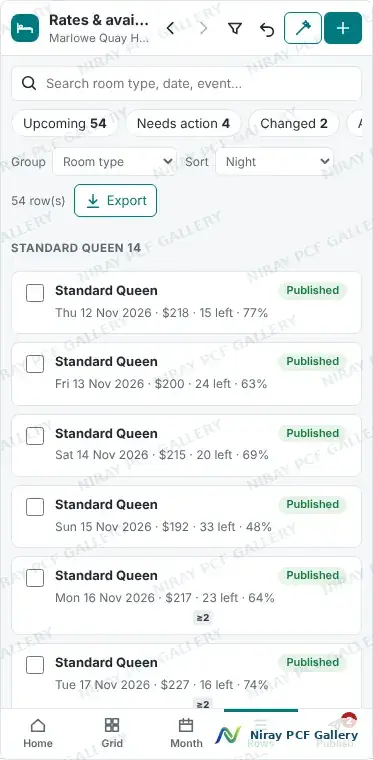 Rates & avai...
Marlowe Quay H...
Search room type, date, event...
Upcoming 54 Needs action 4 Changed 2
Group Room type Sort Night
54 row(s) Export
STANDARD QUEEN 14
Standard Queen Published
Thu 12 Nov 2026 · $218 · 15 left · 77%
Standard Queen Published
Fri 13 Nov 2026 · $200 · 24 left · 63%
Standard Queen Published
Sat 14 Nov 2026 · $215 · 20 left · 69%
Standard Queen Published
Sun 15 Nov 2026 · $192 · 33 left · 48%
Standard Queen Published
Mon 16 Nov 2026 · $217 · 23 left · 64%
≥2
Standard Queen Published
Tue 17 Nov 2026 · $227 · 16 left · 74%
≥2
Home Grid Month Rows Publish
Niray PCF Gallery
NIRAY PCF GALLERY